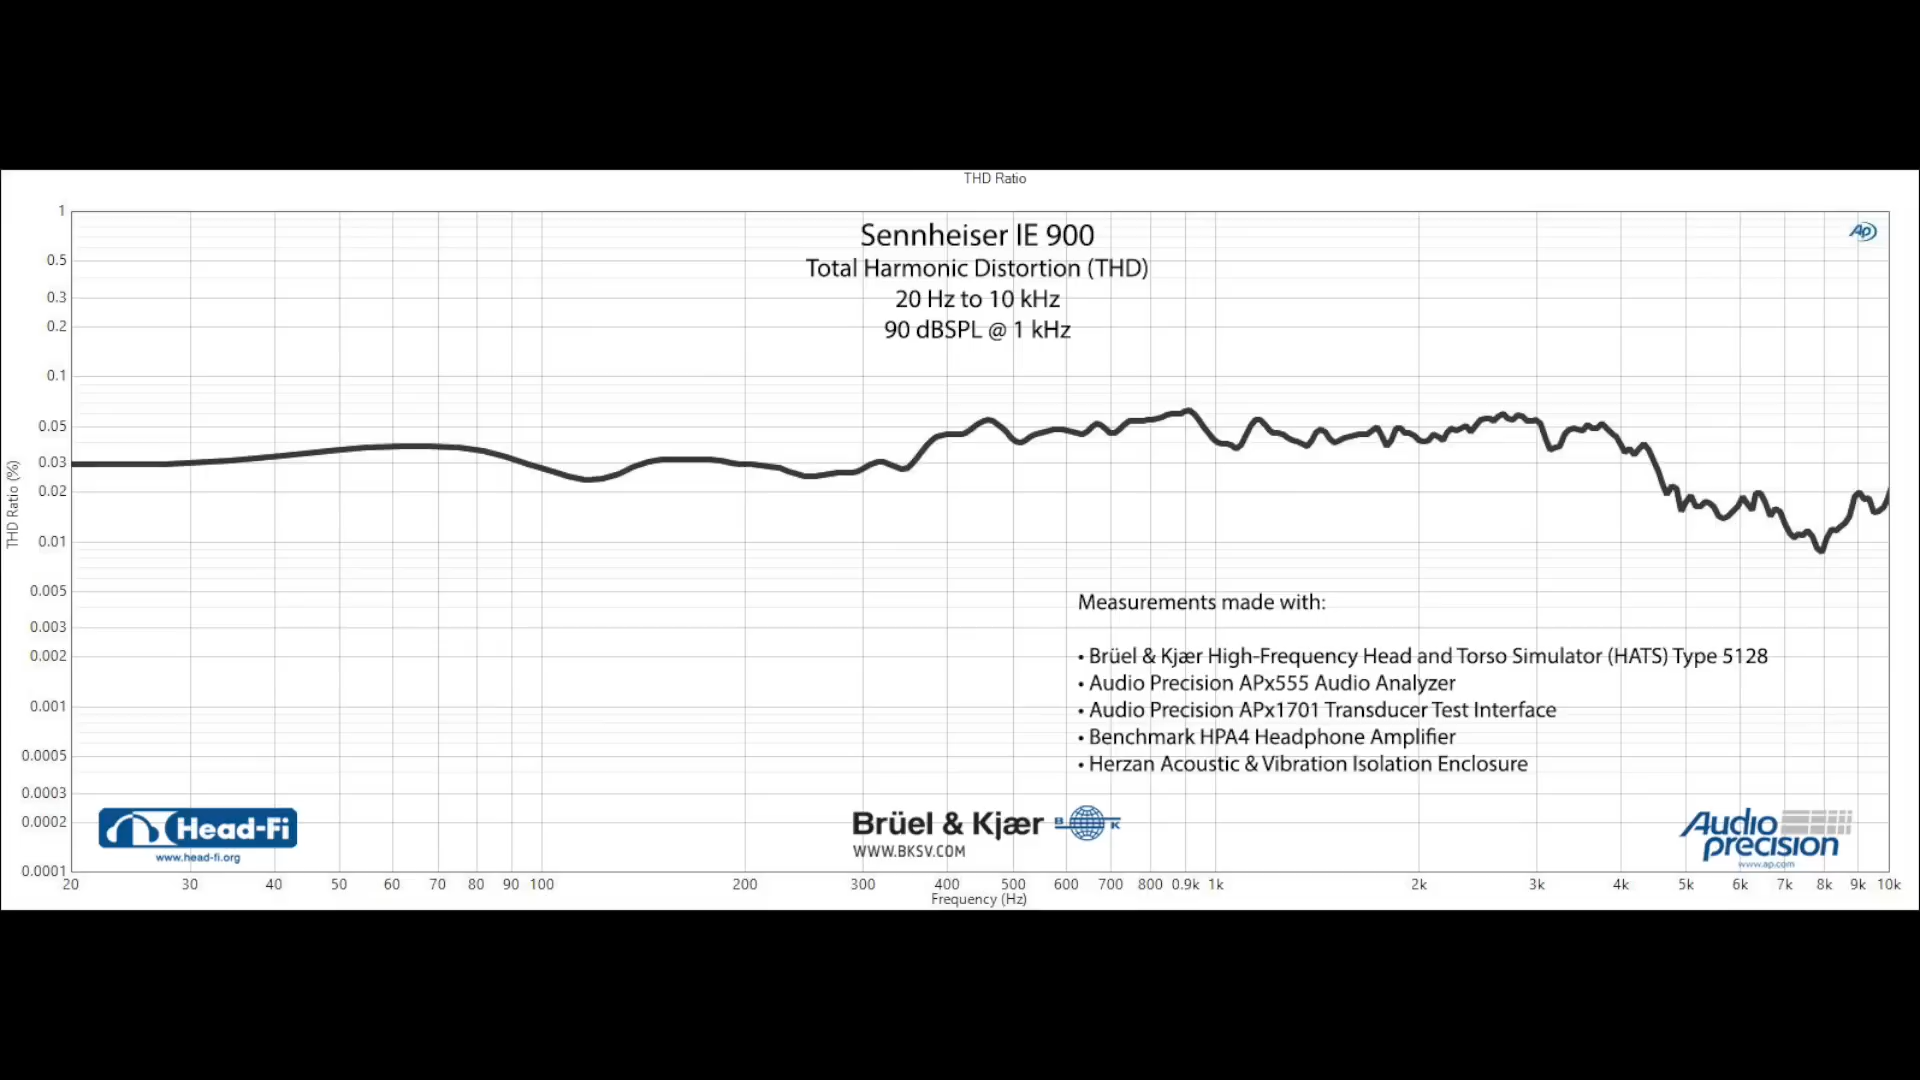 THD Ratio
1
0.5
0.3
0.2
0.1
0.05
0.03
0.02
0.01
0.005
0.003
0.002
0.001
0.0005
0.0003
0.0002
0.0001
THD Ratio (%)
Sennheiser IE 900
Total Harmonic Distortion (THD)
20 Hz to 10 kHz
90 dBSPL @ 1 kHz
AP
Measurements made with:
• Brüel & Kjær High-Frequency Head and Torso Simulator (HATS) Type 5128
• Audio Precision APx555 Audio Analyzer
• Audio Precision APx1701 Transducer Test Interface
• Benchmark HPA4 Headphone Amplifier
• Herzan Acoustic & Vibration Isolation Enclosure
Head-Fi
www.head-fi.org
Brüel & Kjær B K
WWW.BKSV.COM
Audio
precision
www.ap.com
20 30 40 50 60 70 80 90 100 200 300 400 500 600 700 800 0.9k 1k 2k 3k 4k 5k 6k 7k 8k 9k 10k
Frequency (Hz)